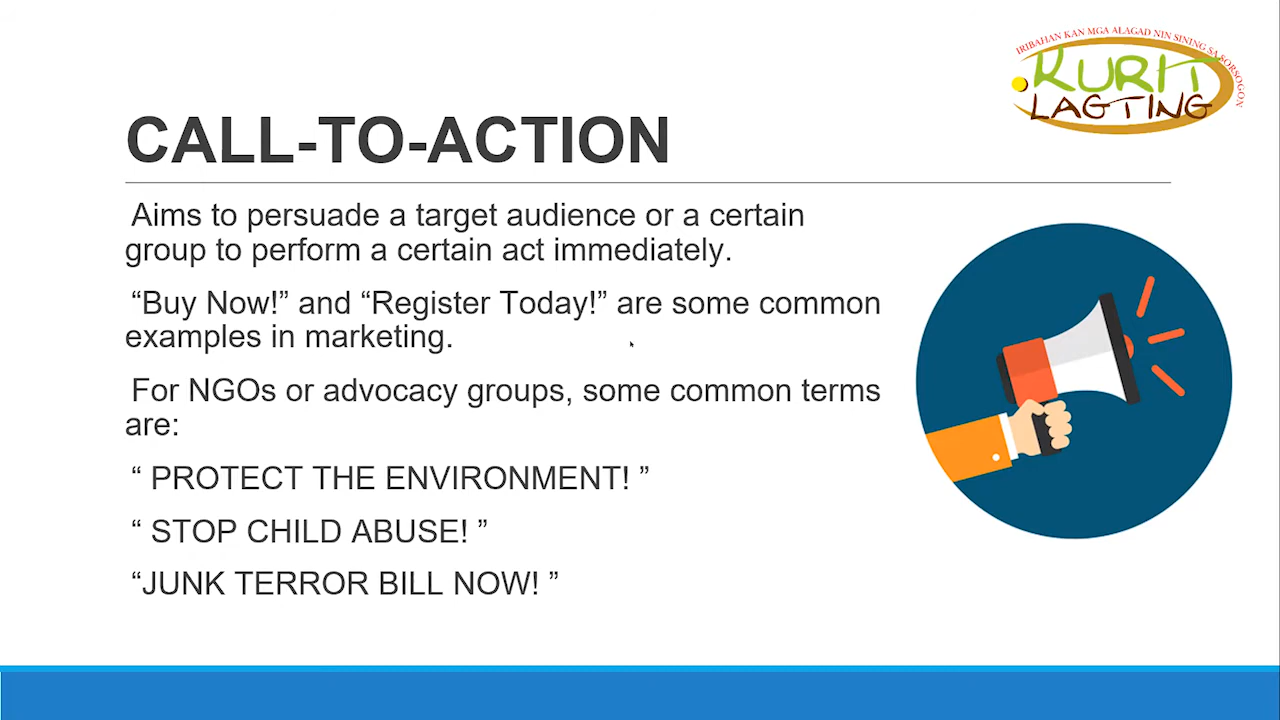 IRIBAHAN KAN MGA ALAGAD NIN SINING SA SORSOGON
KURIT
LAGTING
CALL-TO-ACTION
Aims to persuade a target audience or a certain
group to perform a certain act immediately.
“Buy Now!” and “Register Today!” are some common
examples in marketing.
For NGOs or advocacy groups, some common terms
are:
“ PROTECT THE ENVIRONMENT! ”
“ STOP CHILD ABUSE! ”
“JUNK TERROR BILL NOW! ”